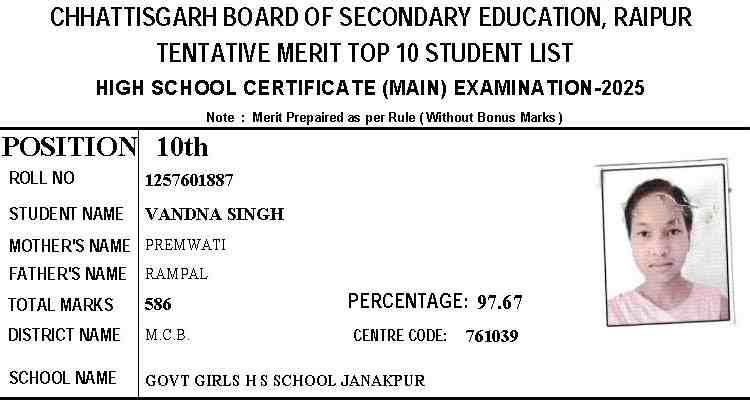 CHHATTISGARH BOARD OF SECONDARY EDUCATION, RAIPUR
TENTATIVE MERIT TOP 10 STUDENT LIST
HIGH SCHOOL CERTIFICATE (MAIN) EXAMINATION-2025
Note : Merit Prepaired as per Rule ( Without Bonus Marks )
POSITION 10th
ROLL NO 1257601887
STUDENT NAME VANDNA SINGH
MOTHER'S NAME PREMWATI
FATHER'S NAME RAMPAL
TOTAL MARKS 586 PERCENTAGE: 97.67
DISTRICT NAME M.C.B. CENTRE CODE: 761039
SCHOOL NAME GOVT GIRLS H S SCHOOL JANAKPUR